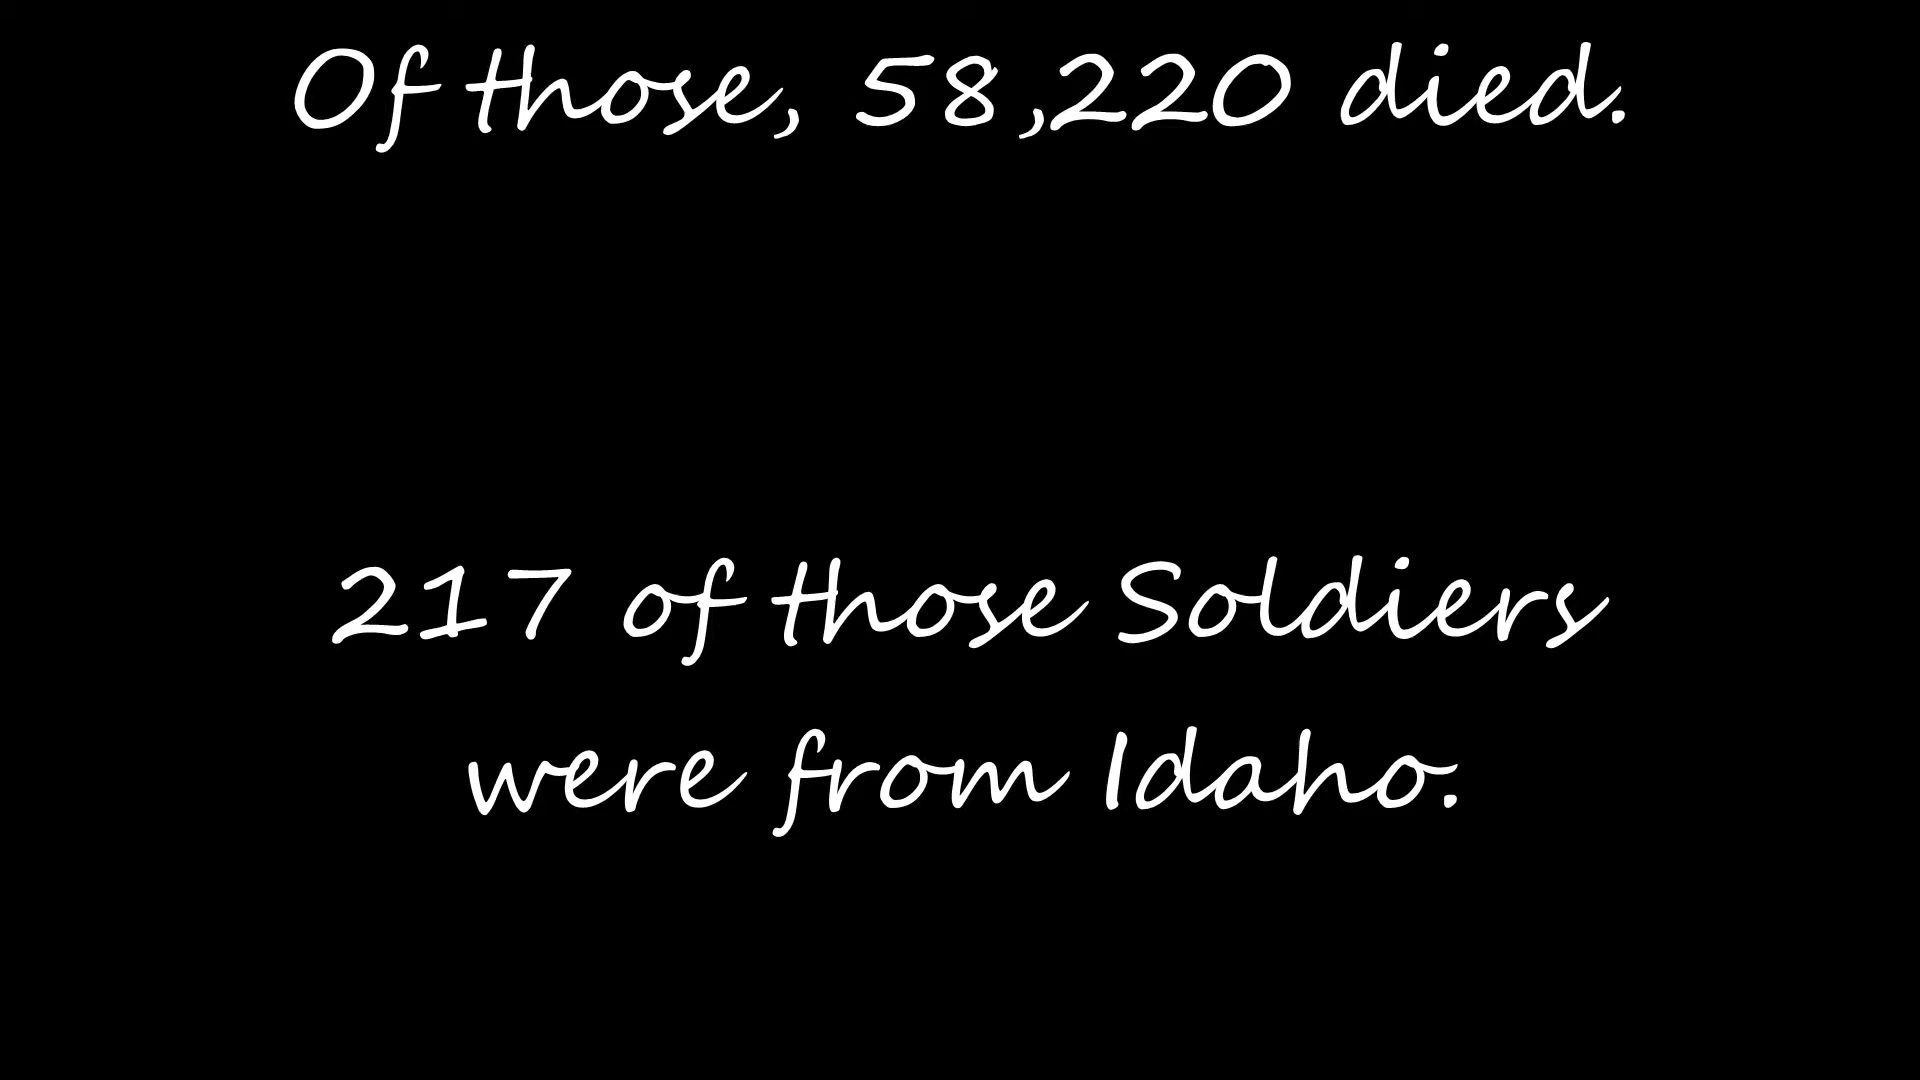 Of those, 58,220 died.
217 of those Soldiers
were from Idaho.